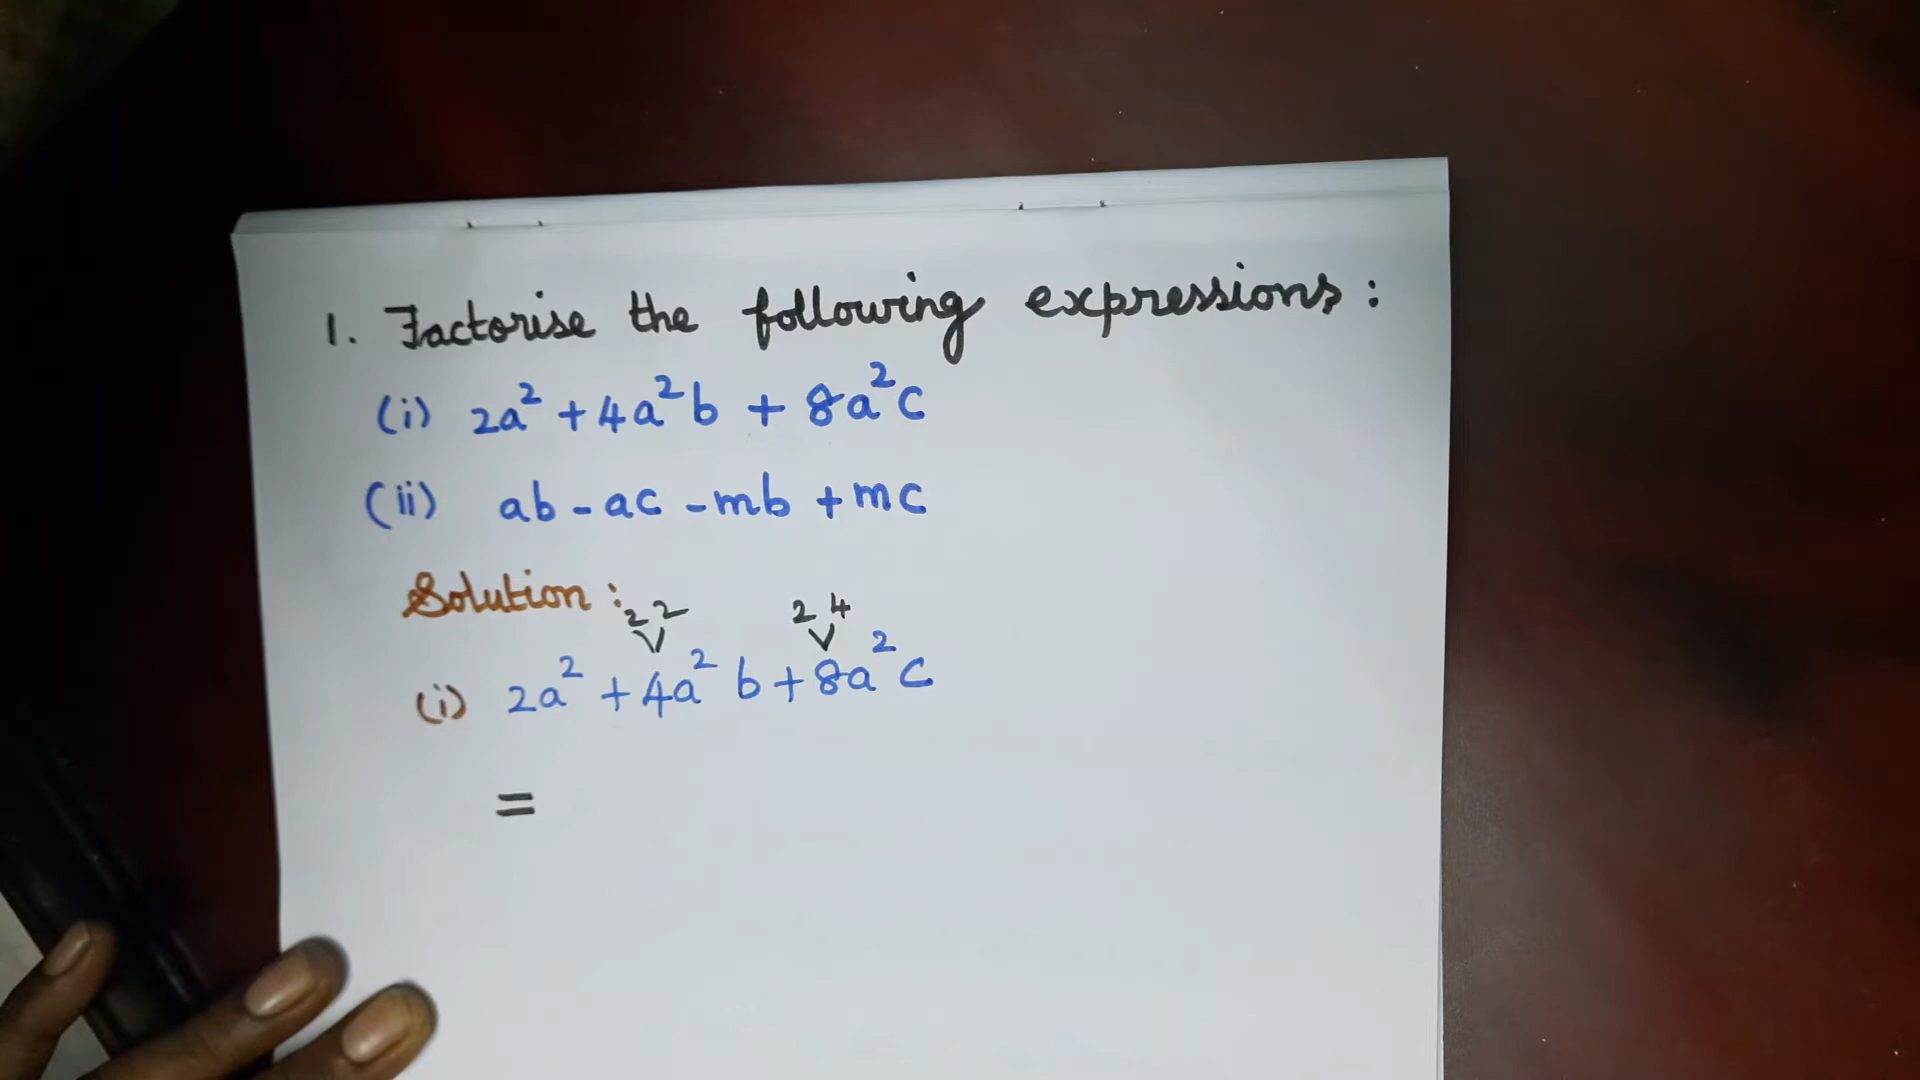 1. Factorise the following expressions:
(i) 2a² + 4a²b + 8a²c
(ii) ab - ac - mb + mc
Solution:
2 2 2 4
(i) 2a² + 4a² b + 8a²c
=